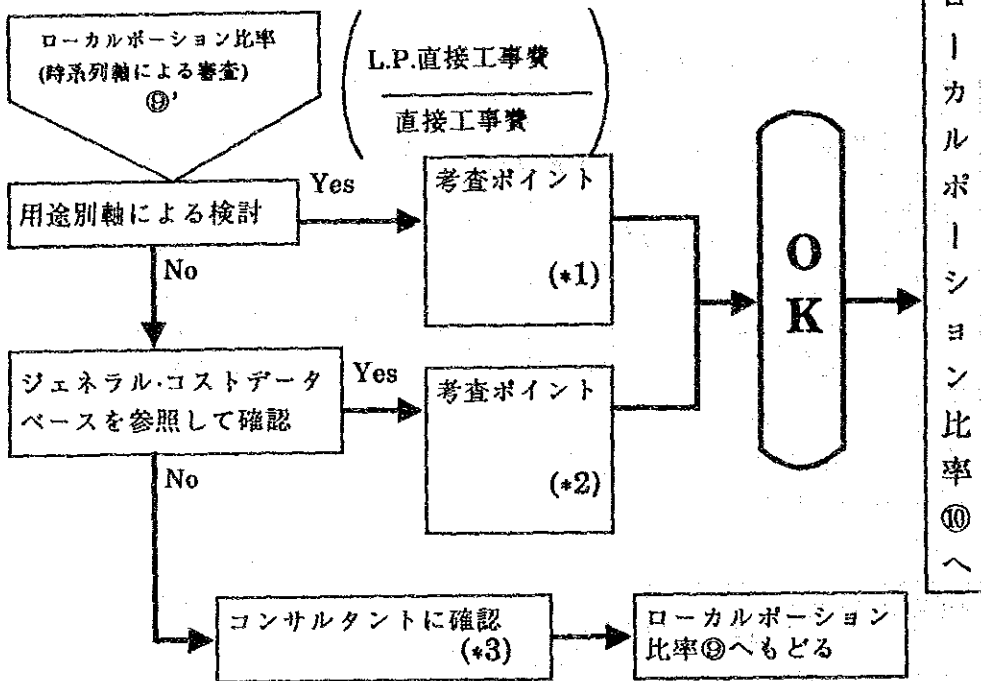 ローカルポーション比率
(時系列軸による審査)
⑨'
L.P.直接工事費
直接工事費
用途別軸による検討
Yes
考査ポイント
(*1)
No
ジェネラル・コストデータ
ベースを参照して確認
Yes
考査ポイント
(*2)
No
コンサルタントに確認
(*3)
ローカルポーション
比率⑨へもどる
OK
ローカルポーション比率⑩へ